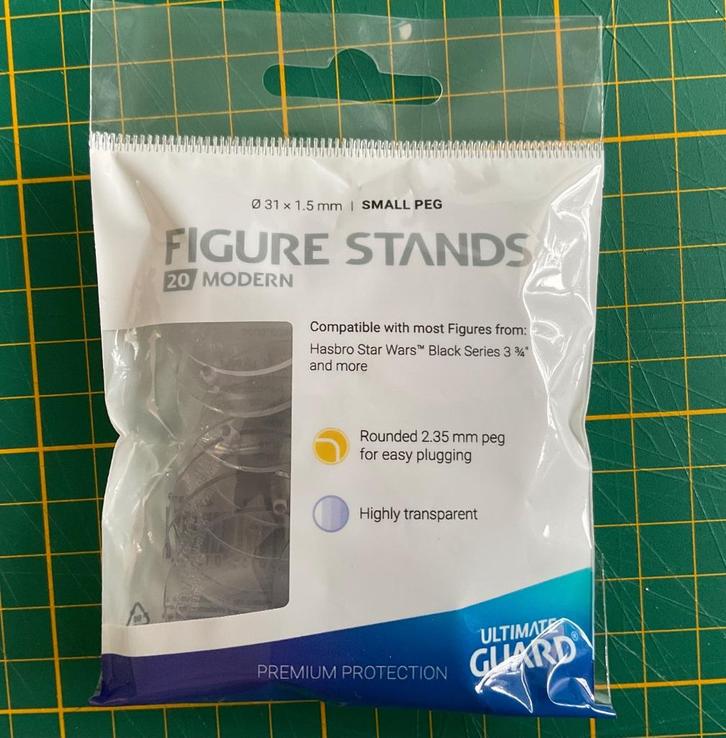 Ø 31 × 1.5 mm | SMALL PEG
FIGURE STANDS
20 MODERN
Compatible with most Figures from:
Hasbro Star Wars™ Black Series 3 ¾"
and more
Rounded 2.35 mm peg
for easy plugging
Highly transparent
ULTIMATE
GUARD®
PREMIUM PROTECTION